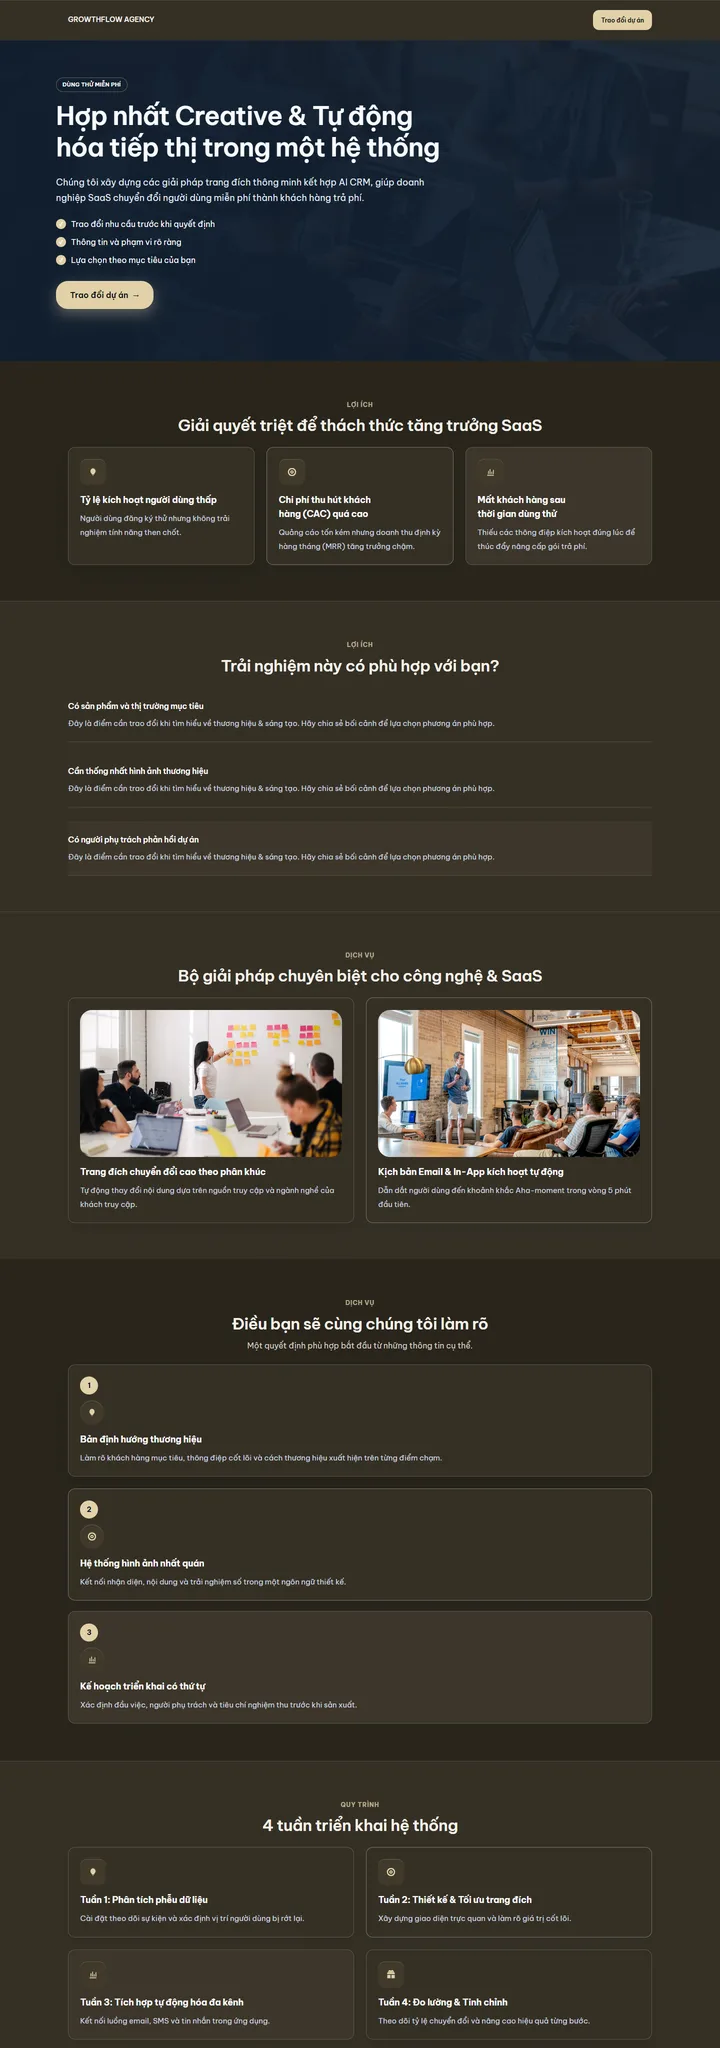 GROWTHFLOW AGENCY
Trao đổi dự án
DÙNG THỬ MIỄN PHÍ
Hợp nhất Creative & Tự động
hóa tiếp thị trong một hệ thống
Chúng tôi xây dựng các giải pháp trang đích thông minh kết hợp AI CRM, giúp doanh
nghiệp SaaS chuyển đổi người dùng miễn phí thành khách hàng trả phí.
Trao đổi nhu cầu trước khi quyết định
Thông tin và phạm vi rõ ràng
Lựa chọn theo mục tiêu của bạn
Trao đổi dự án →
LỢI ÍCH
Giải quyết triệt để thách thức tăng trưởng SaaS
Tỷ lệ kích hoạt người dùng thấp
Người dùng đăng ký thử nhưng không trải
nghiệm tính năng then chốt.
Chi phí thu hút khách
hàng (CAC) quá cao
Quảng cáo tốn kém nhưng doanh thu định kỳ
hàng tháng (MRR) tăng trưởng chậm.
Mất khách hàng sau
thời gian dùng thử
Thiếu các thông điệp kích hoạt đúng lúc để
thúc đẩy nâng cấp gói trả phí.
LỢI ÍCH
Trải nghiệm này có phù hợp với bạn?
Có sản phẩm và thị trường mục tiêu
Đây là điểm cần trao đổi khi tìm hiểu về thương hiệu & sáng tạo. Hãy chia sẻ bối cảnh để lựa chọn phương án phù hợp.
Cần thống nhất hình ảnh thương hiệu
Đây là điểm cần trao đổi khi tìm hiểu về thương hiệu & sáng tạo. Hãy chia sẻ bối cảnh để lựa chọn phương án phù hợp.
Có người phụ trách phản hồi dự án
Đây là điểm cần trao đổi khi tìm hiểu về thương hiệu & sáng tạo. Hãy chia sẻ bối cảnh để lựa chọn phương án phù hợp.
DỊCH VỤ
Bộ giải pháp chuyên biệt cho công nghệ & SaaS
WIN
Trang đích chuyển đổi cao theo phân khúc
Tự động thay đổi nội dung dựa trên nguồn truy cập và ngành nghề của
khách truy cập.
Kịch bản Email & In-App kích hoạt tự động
Dẫn dắt người dùng đến khoảnh khắc Aha-moment trong vòng 5 phút
đầu tiên.
DỊCH VỤ
Điều bạn sẽ cùng chúng tôi làm rõ
Một quyết định phù hợp bắt đầu từ những thông tin cụ thể.
1
Bản định hướng thương hiệu
Làm rõ khách hàng mục tiêu, thông điệp cốt lõi và cách thương hiệu xuất hiện trên từng điểm chạm.
2
Hệ thống hình ảnh nhất quán
Kết nối nhận diện, nội dung và trải nghiệm số trong một ngôn ngữ thiết kế.
3
Kế hoạch triển khai có thứ tự
Xác định đầu việc, người phụ trách và tiêu chí nghiệm thu trước khi sản xuất.
QUY TRÌNH
4 tuần triển khai hệ thống
Tuần 1: Phân tích phễu dữ liệu
Cài đặt theo dõi sự kiện và xác định vị trí người dùng bị rớt lại.
Tuần 2: Thiết kế & Tối ưu trang đích
Xây dựng giao diện trực quan và làm rõ giá trị cốt lõi.
Tuần 3: Tích hợp tự động hóa đa kênh
Kết nối luồng email, SMS và tin nhắn trong ứng dụng.
Tuần 4: Đo lường & Tinh chỉnh
Theo dõi tỷ lệ chuyển đổi và nâng cao hiệu quả từng bước.